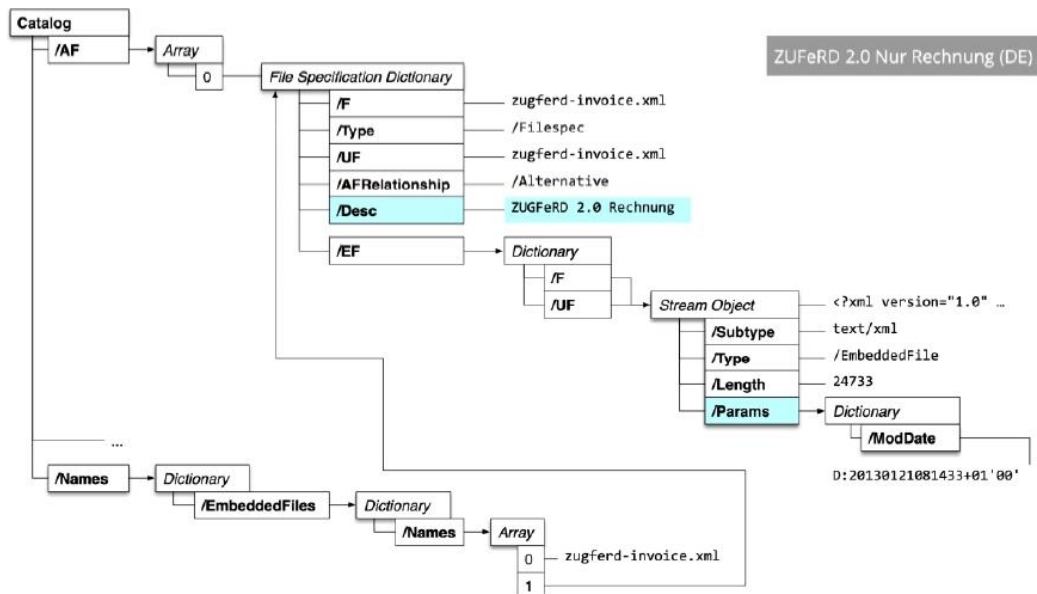 Catalog
/AF
Array
0
ZUFeRD 2.0 Nur Rechnung (DE)
File Specification Dictionary
/F
zugferd-invoice.xml
/Type
/Filespec
/UF
zugferd-invoice.xml
/AFRelationship
/Alternative
/Desc
ZUGFeRD 2.0 Rechnung
/EF
Dictionary
/F
/UF
Stream Object
<?xml version="1.0" …
/Subtype
text/xml
/Type
/EmbeddedFile
/Length
24733
/Params
Dictionary
/ModDate
D:20130121081433+01'00'
...
/Names
Dictionary
/EmbeddedFiles
Dictionary
/Names
Array
0
zugferd-invoice.xml
1